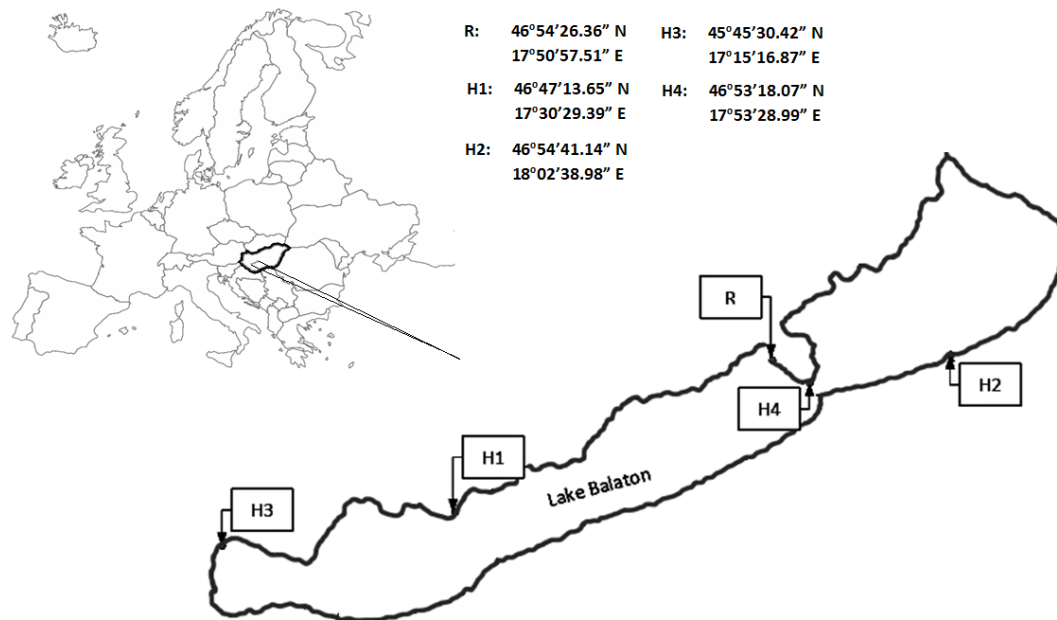 R: 46°54’26.36” N
17°50’57.51” E
H1: 46°47’13.65” N
17°30’29.39” E
H2: 46°54’41.14” N
18°02’38.98” E
H3: 45°45’30.42” N
17°15’16.87” E
H4: 46°53’18.07” N
17°53’28.99” E
R
H2
H4
H1
Lake Balaton
H3